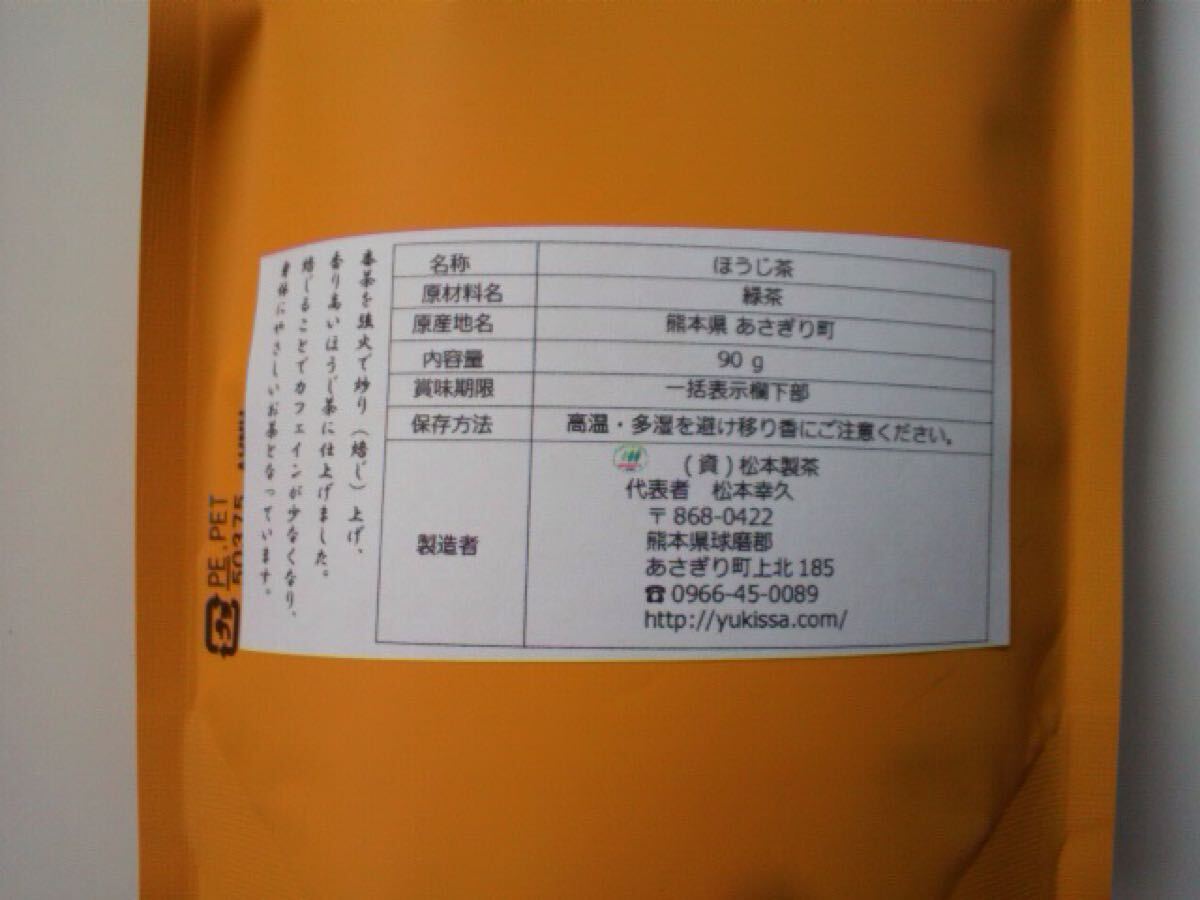 番茶を強火で炒り（焙じ）上げ、
香り高いほうじ茶に仕上げました。
焙じることでカフェインが少なくなり、
身体にやさしいお茶となっています。
名称 ほうじ茶
原材料名 緑茶
原産地名 熊本県 あさぎり町
内容量 90 g
賞味期限 一括表示欄下部
保存方法 高温・多湿を避け移り香にご注意ください。
製造者
(資)松本製茶
代表者 松本幸久
〒868-0422
熊本県球磨郡
あさぎり町上北185
☎0966-45-0089
http://yukissa.com/
プラ
PE,PET
50375